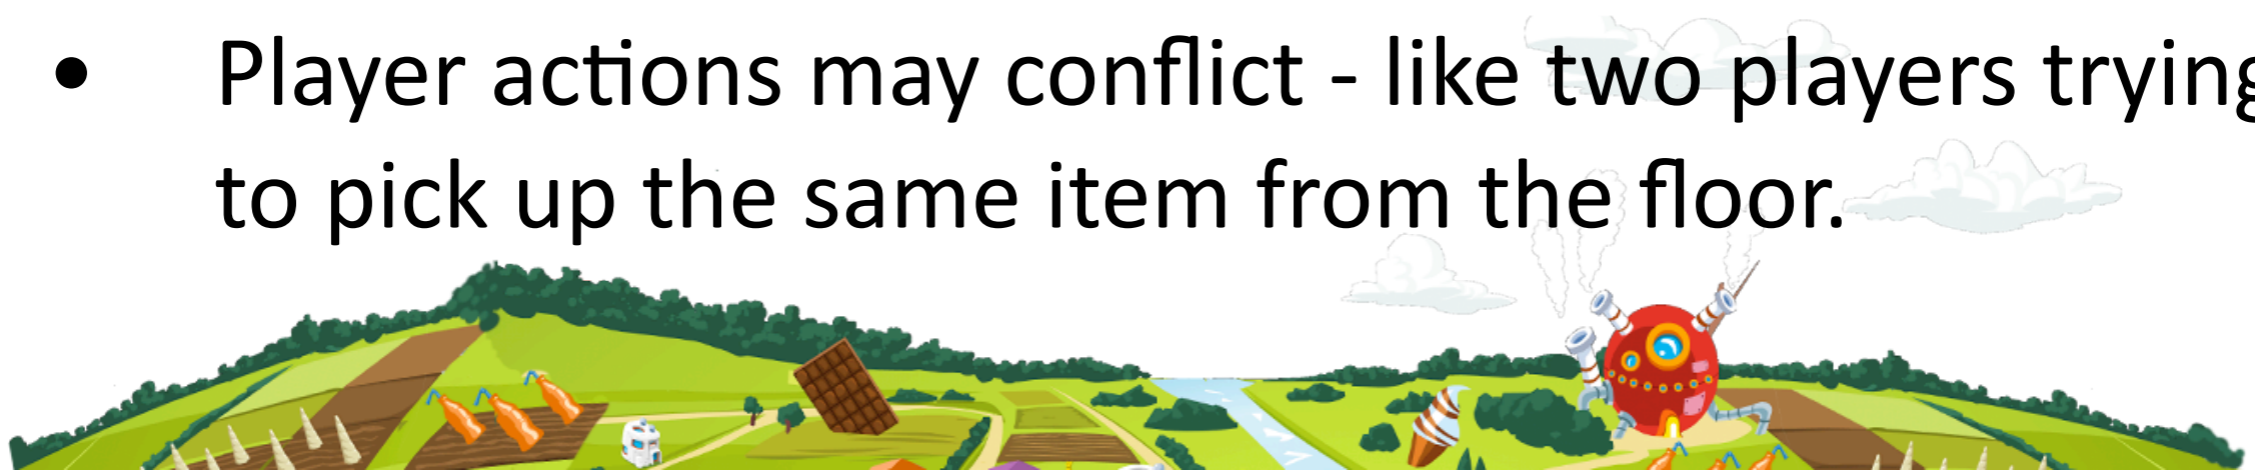 • Player actions may conflict - like two players trying
to pick up the same item from the floor.